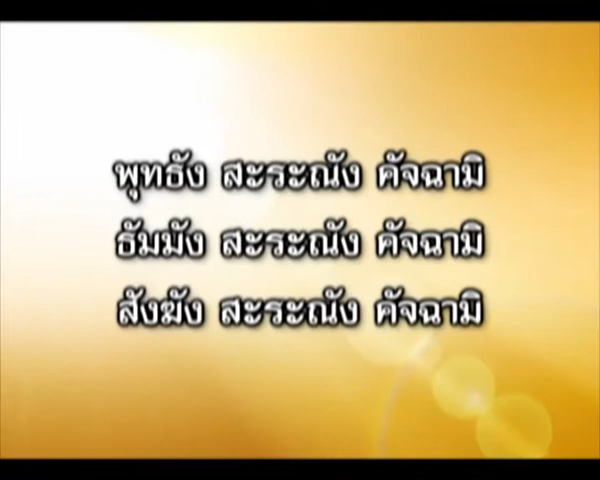 พุทธัง สะระณัง คัจฉามิ
ธัมมัง สะระณัง คัจฉามิ
สังฆัง สะระณัง คัจฉามิ